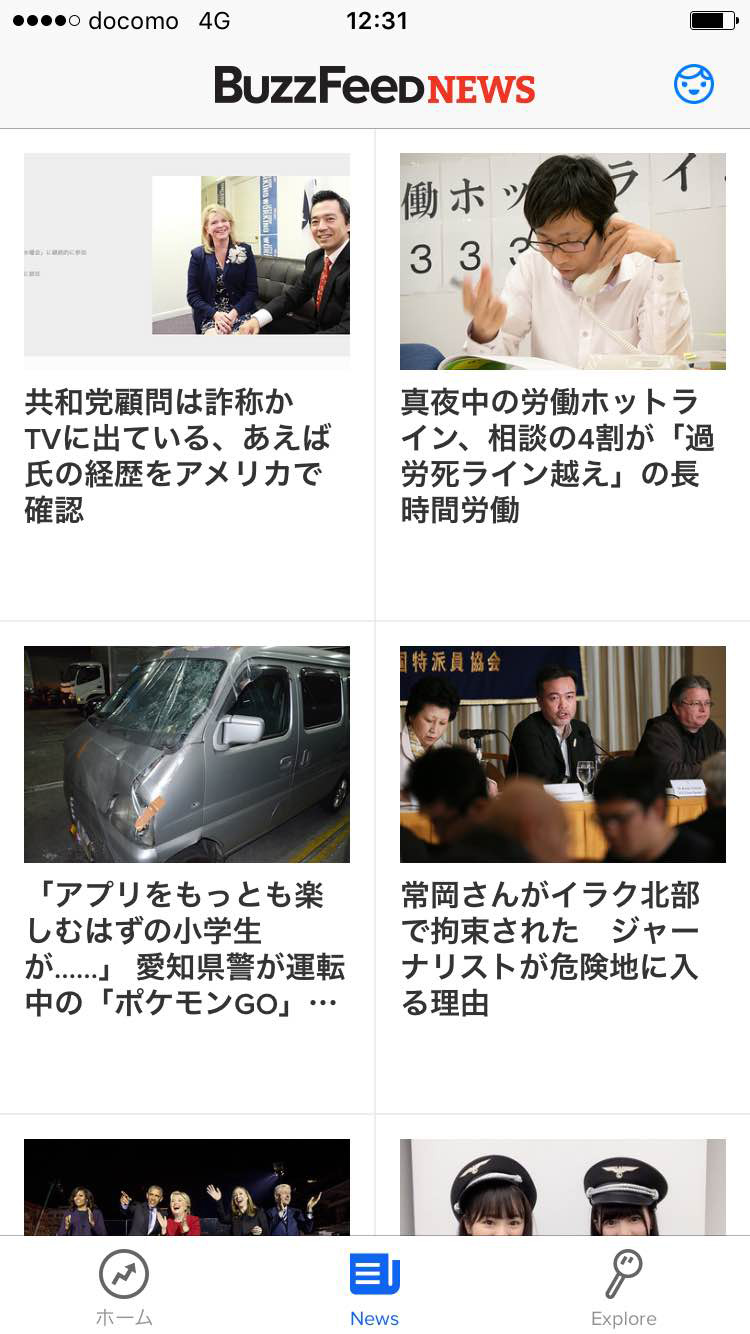 docomo 4G 12:31
BuzzFeed NEWS
共和党顧問は詐称か
TVに出ている、あえば
氏の経歴をアメリカで
確認
働ホットライン
3 3 3
真夜中の労働ホットラ
イン、相談の4割が「過
労死ライン越え」の長
時間労働
「アプリをもっとも楽
しむはずの小学生
が……」 愛知県警が運転
中の「ポケモンGO」…
特派員協会
常岡さんがイラク北部
で拘束された　ジャー
ナリストが危険地に入
る理由
ホーム
News
Explore